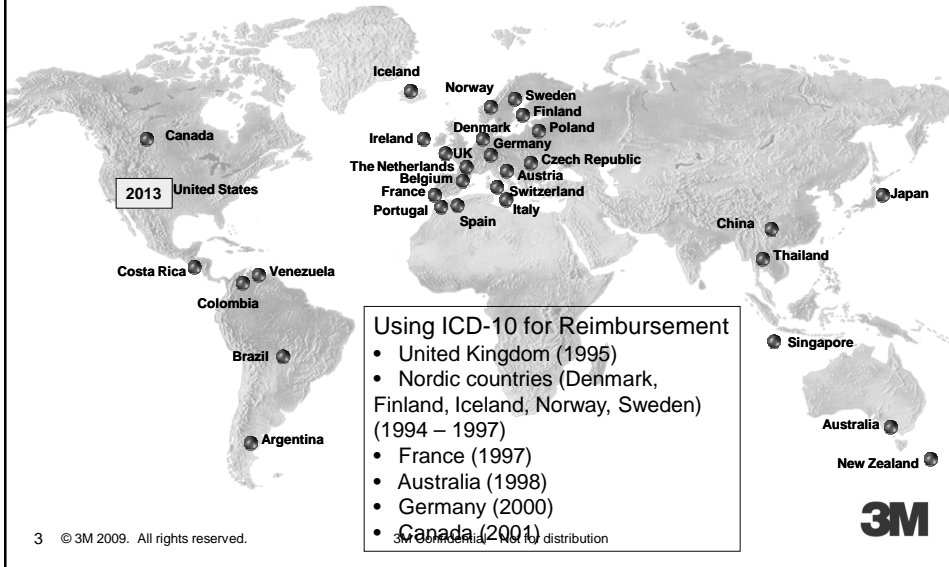 Iceland
Norway
Sweden
Finland
Canada
Ireland
Denmark
Poland
Germany
UK
The Netherlands
Czech Republic
Belgium
Austria
2013
United States
France
Switzerland
Japan
Portugal
Italy
Spain
China
Thailand
Costa Rica
Venezuela
Colombia
Using ICD-10 for Reimbursement
• United Kingdom (1995)
• Nordic countries (Denmark,
Finland, Iceland, Norway, Sweden)
(1994 – 1997)
• France (1997)
• Australia (1998)
• Germany (2000)
• Canada (2001)
Singapore
Brazil
Australia
Argentina
New Zealand
3 © 3M 2009. All rights reserved.
3M Confidential - Not for distribution
3M